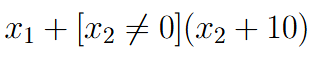 x₁ + [x₂ ≠ 0](x₂ + 10)